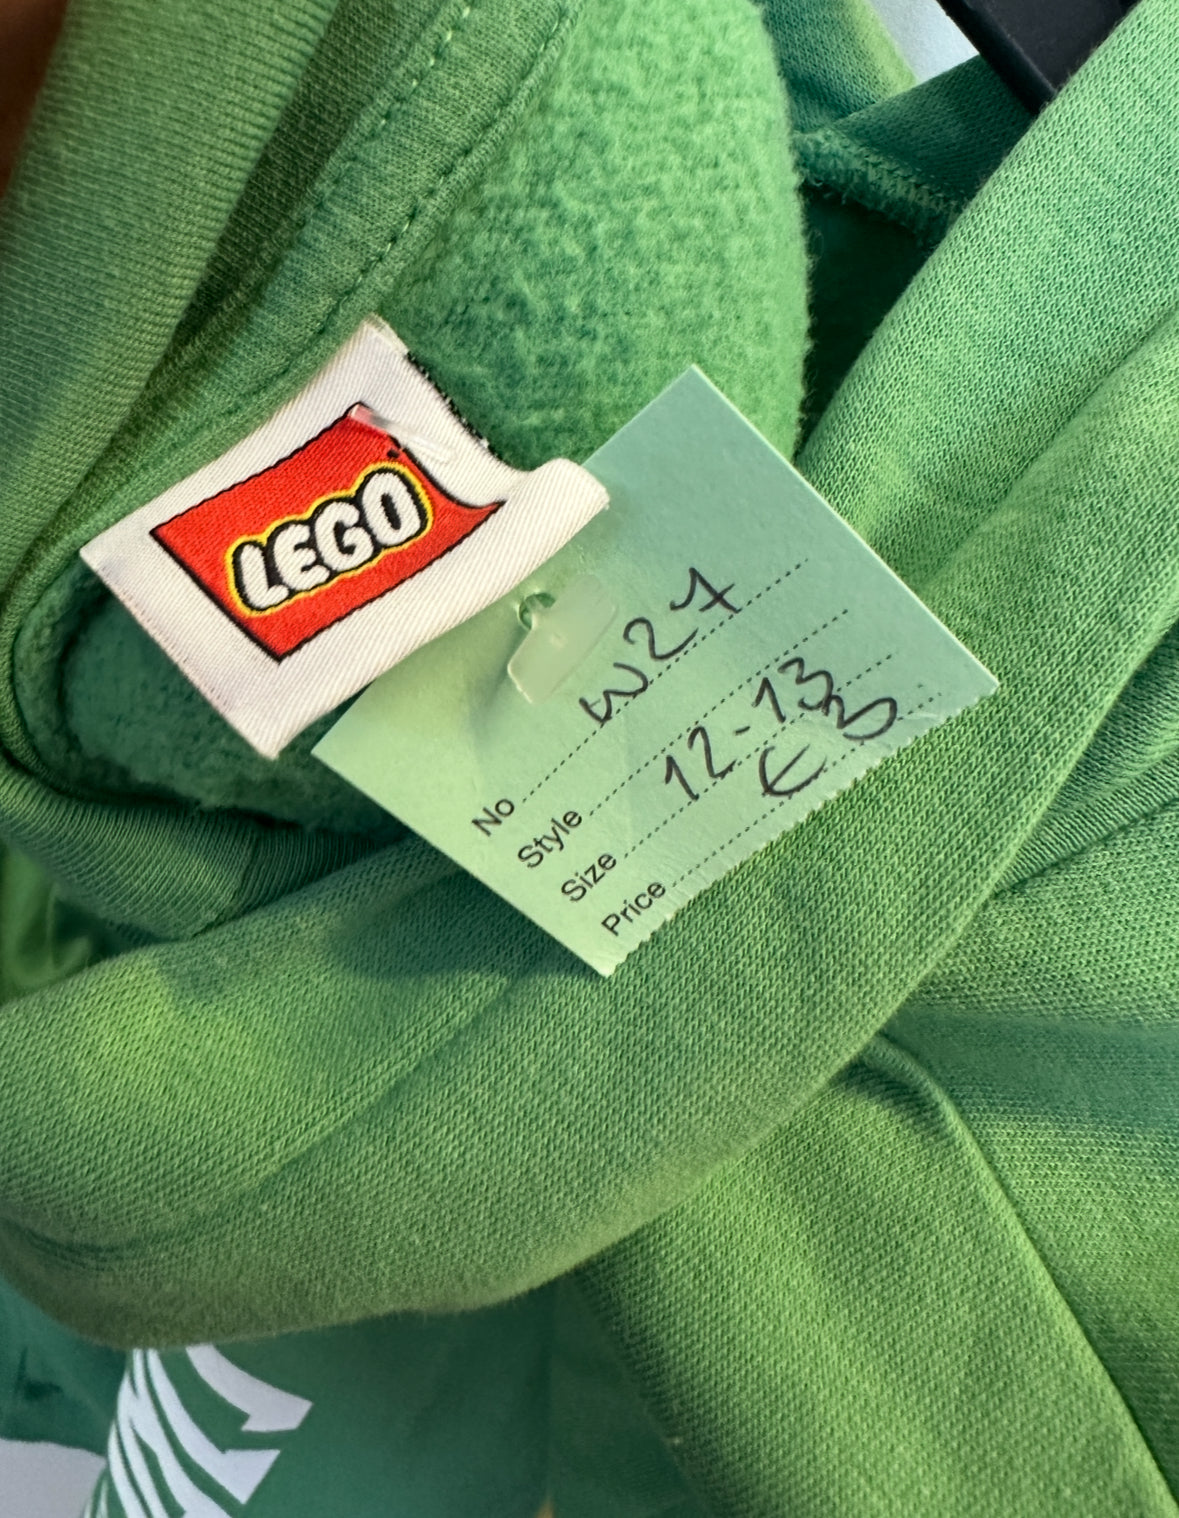 LEGO
No W27
Style
Size 12-13
Price €3